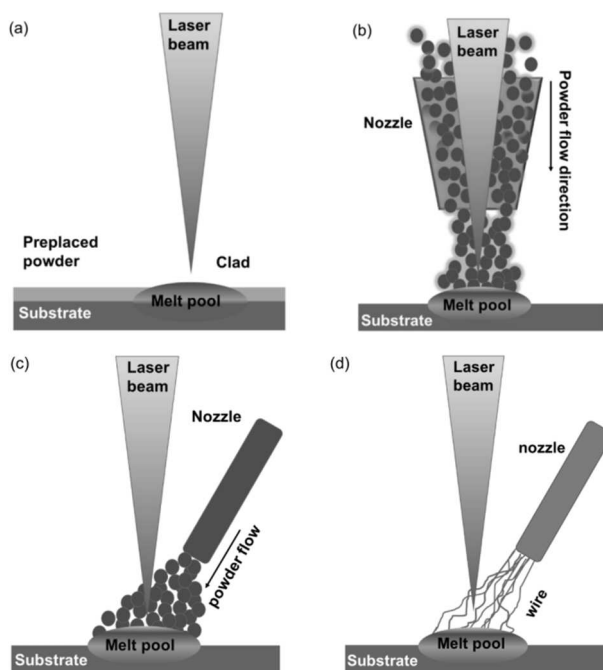 (a)
Laser
beam
Preplaced
powder
Clad
Melt pool
Substrate
(b)
Laser
beam
Nozzle
Powder flow direction
Melt pool
Substrate
(c)
Laser
beam
Nozzle
powder flow
Melt pool
Substrate
(d)
Laser
beam
nozzle
wire
Melt pool
Substrate